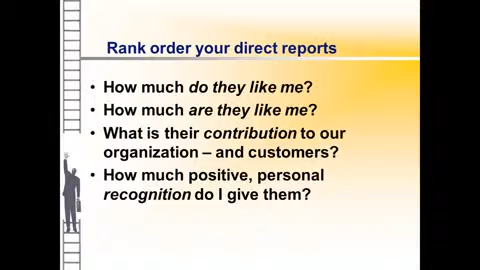 Rank order your direct reports
• How much do they like me?
• How much are they like me?
• What is their contribution to our
organization – and customers?
• How much positive, personal
recognition do I give them?